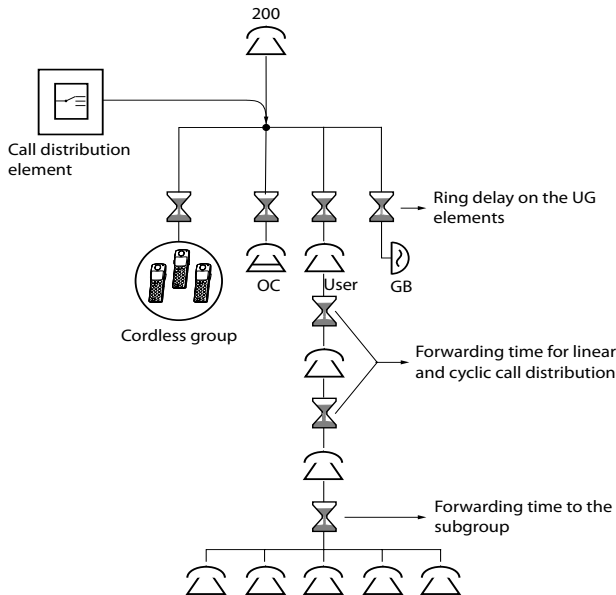 200
Call distribution
element
Ring delay on the UG
elements
OC
User
GB
Cordless group
Forwarding time for linear
and cyclic call distribution
Forwarding time to the
subgroup